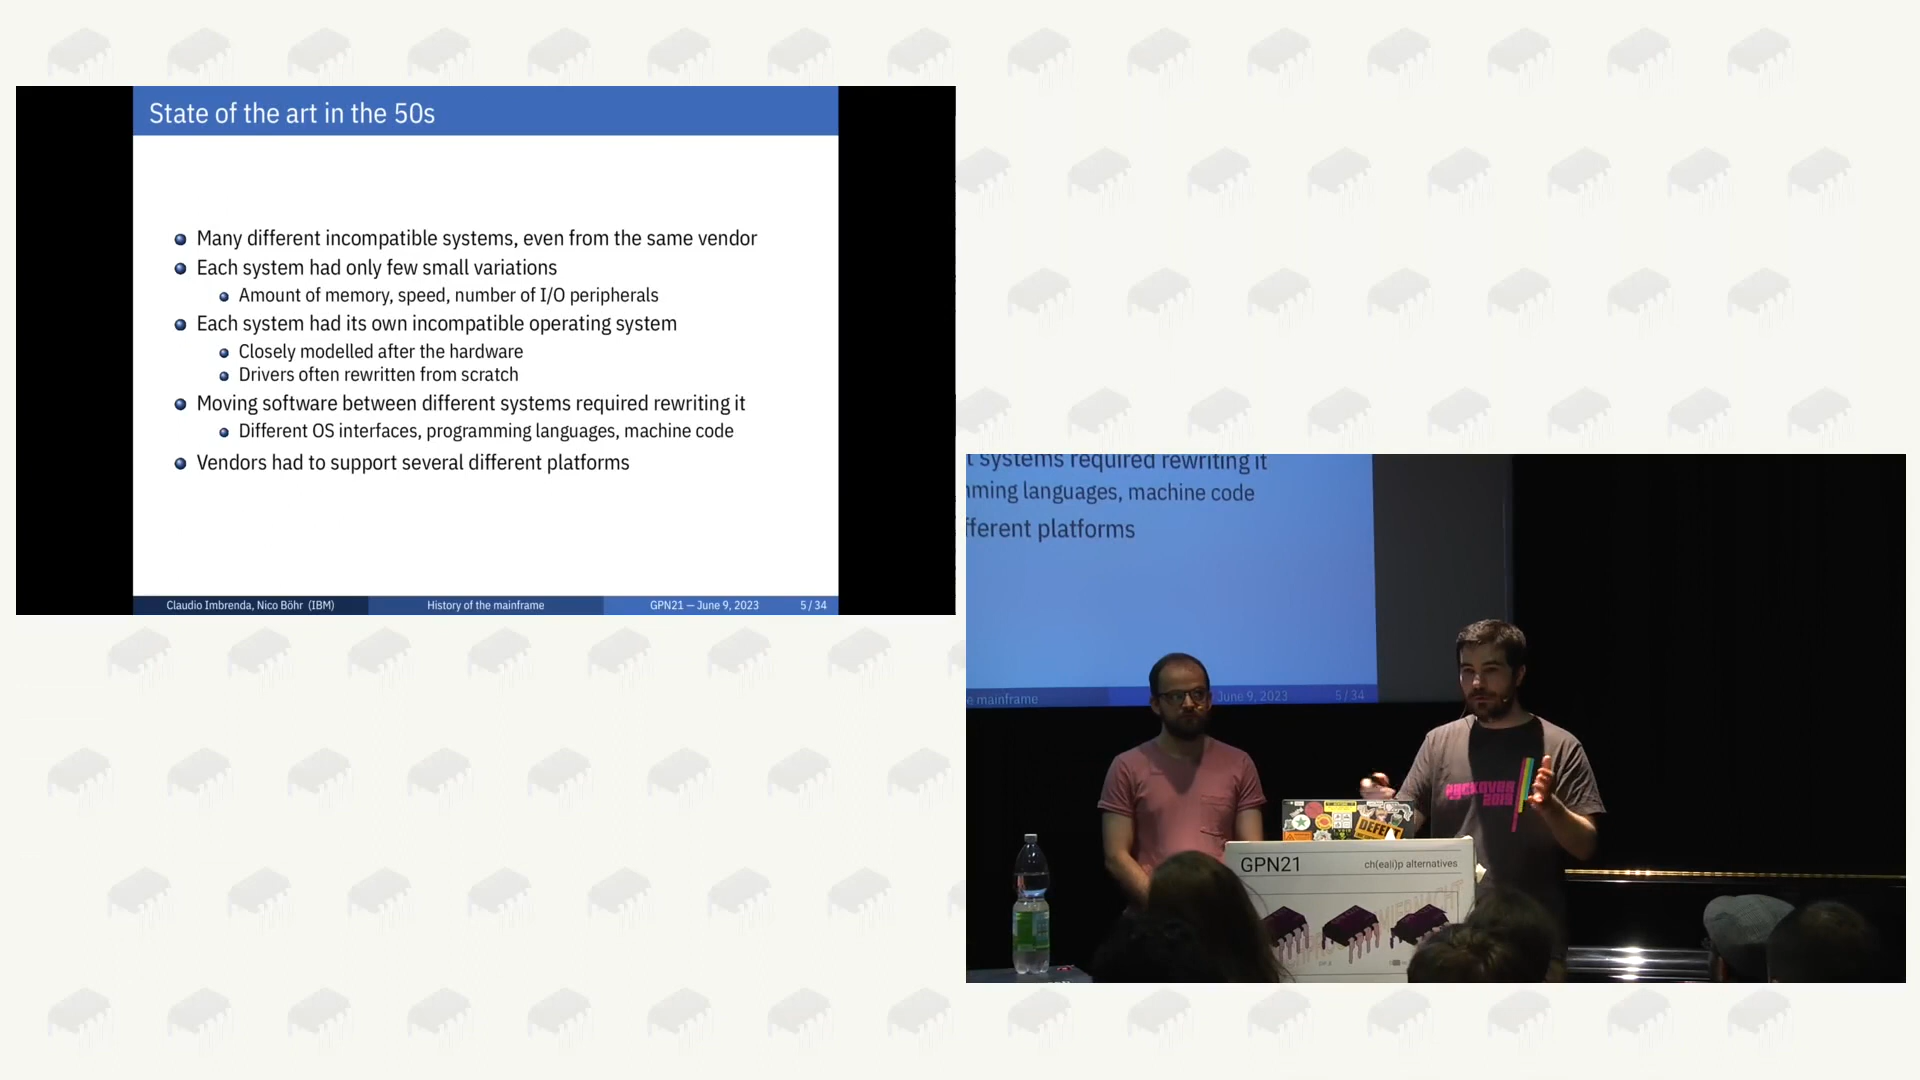 State of the art in the 50s
Many different incompatible systems, even from the same vendor
Each system had only few small variations
Amount of memory, speed, number of I/O peripherals
Each system had its own incompatible operating system
Closely modelled after the hardware
Drivers often rewritten from scratch
Moving software between different systems required rewriting it
Different OS interfaces, programming languages, machine code
Vendors had to support several different platforms
Claudio Imbrenda, Nico Böhr (IBM) History of the mainframe GPN21 — June 9, 2023 5 / 34
systems required rewriting it
languages, machine code
platforms
mainframe June 9, 2023 5 / 34
PACKOVER
2019
DEFE
GPN21 ch(ea|i)p alternatives